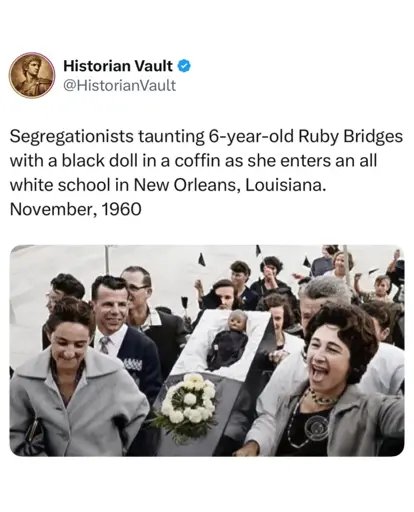 Historian Vault
@HistorianVault
Segregationists taunting 6-year-old Ruby Bridges
with a black doll in a coffin as she enters an all
white school in New Orleans, Louisiana.
November, 1960